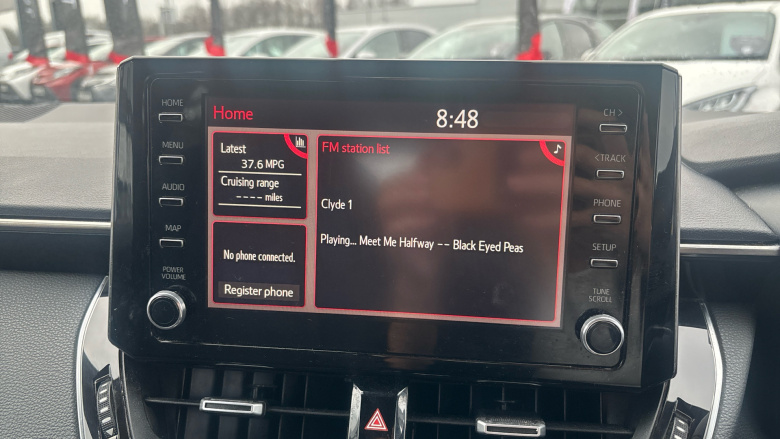 HOME
MENU
AUDIO
MAP
POWER
VOLUME
Home
8:48
Latest
37.6 MPG
Cruising range
---- miles
No phone connected.
Register phone
FM station list
Clyde 1
Playing... Meet Me Halfway -- Black Eyed Peas
CH >
< TRACK
PHONE
SETUP
TUNE
SCROLL